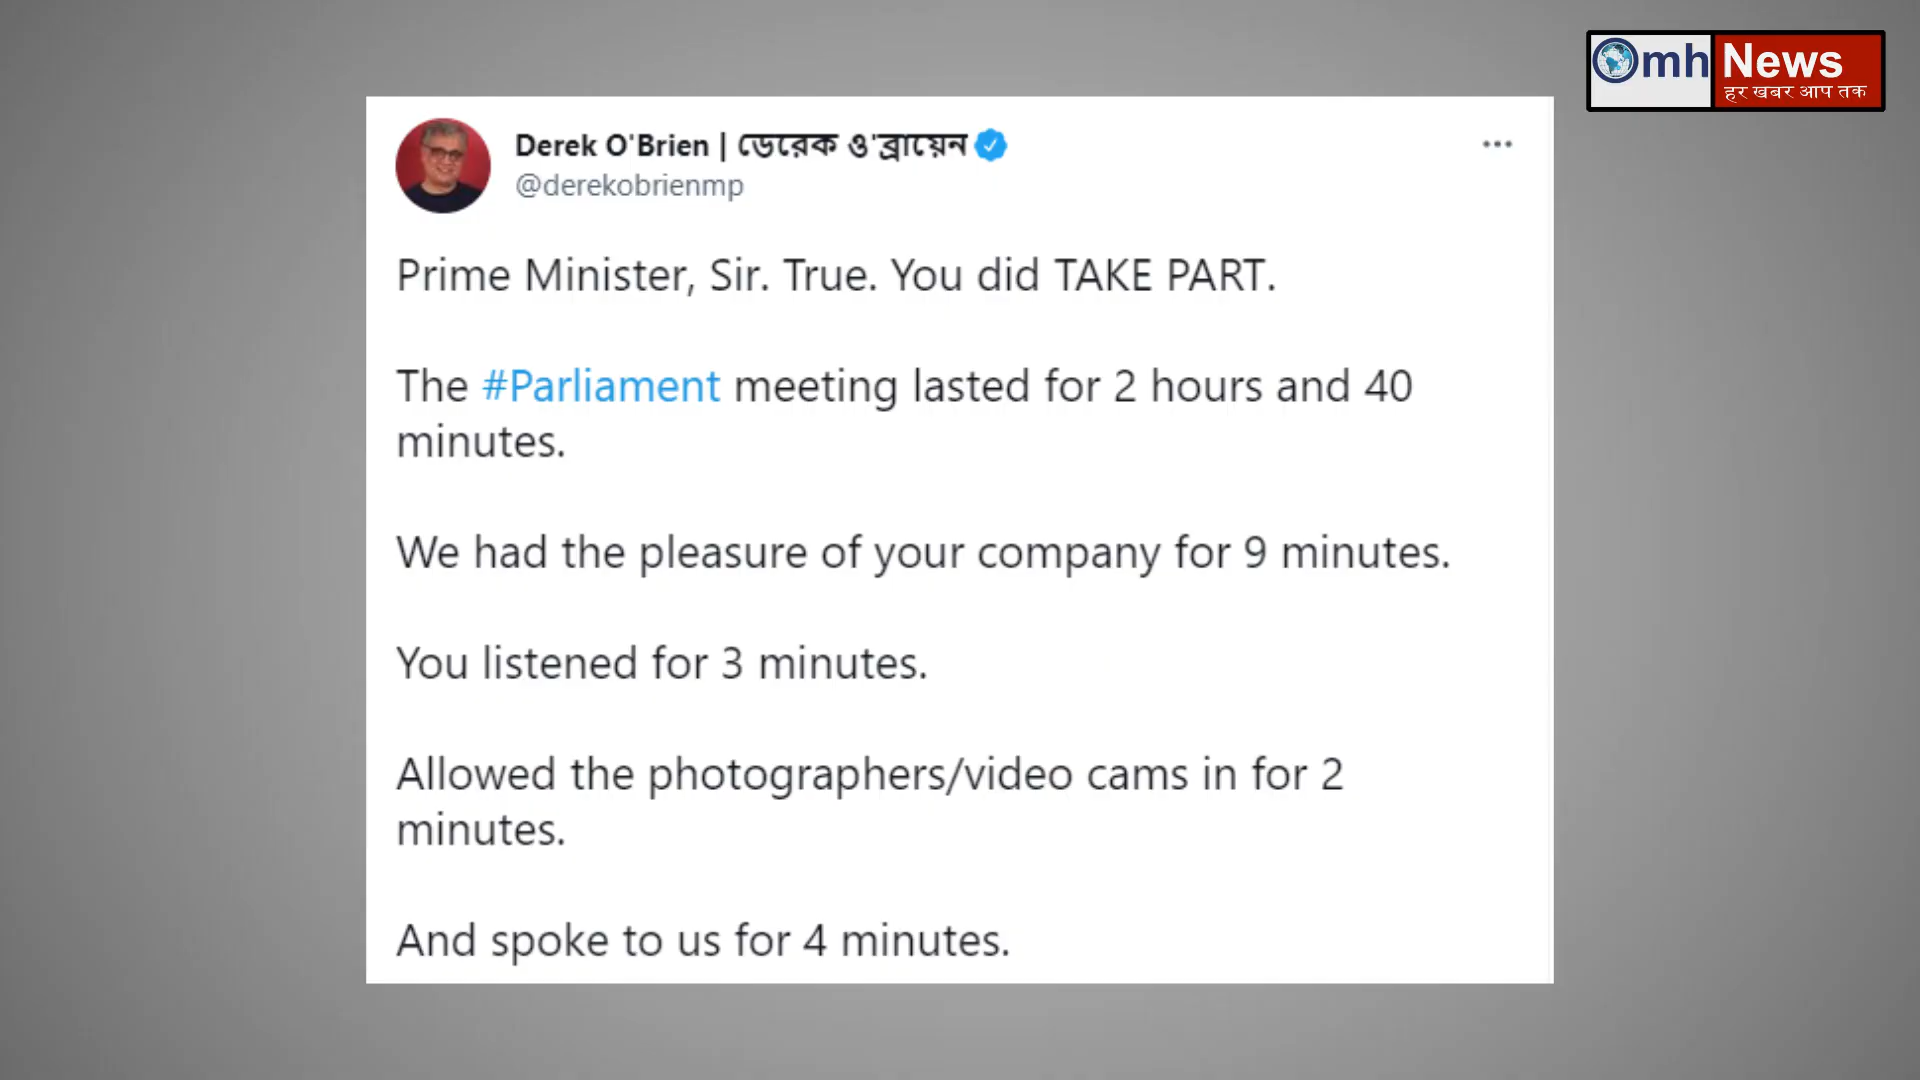 Omh News
हर खबर आप तक
Derek O'Brien | ডেরেক ও'ব্রায়েন
@derekobrienmp
Prime Minister, Sir. True. You did TAKE PART.
The #Parliament meeting lasted for 2 hours and 40
minutes.
We had the pleasure of your company for 9 minutes.
You listened for 3 minutes.
Allowed the photographers/video cams in for 2
minutes.
And spoke to us for 4 minutes.